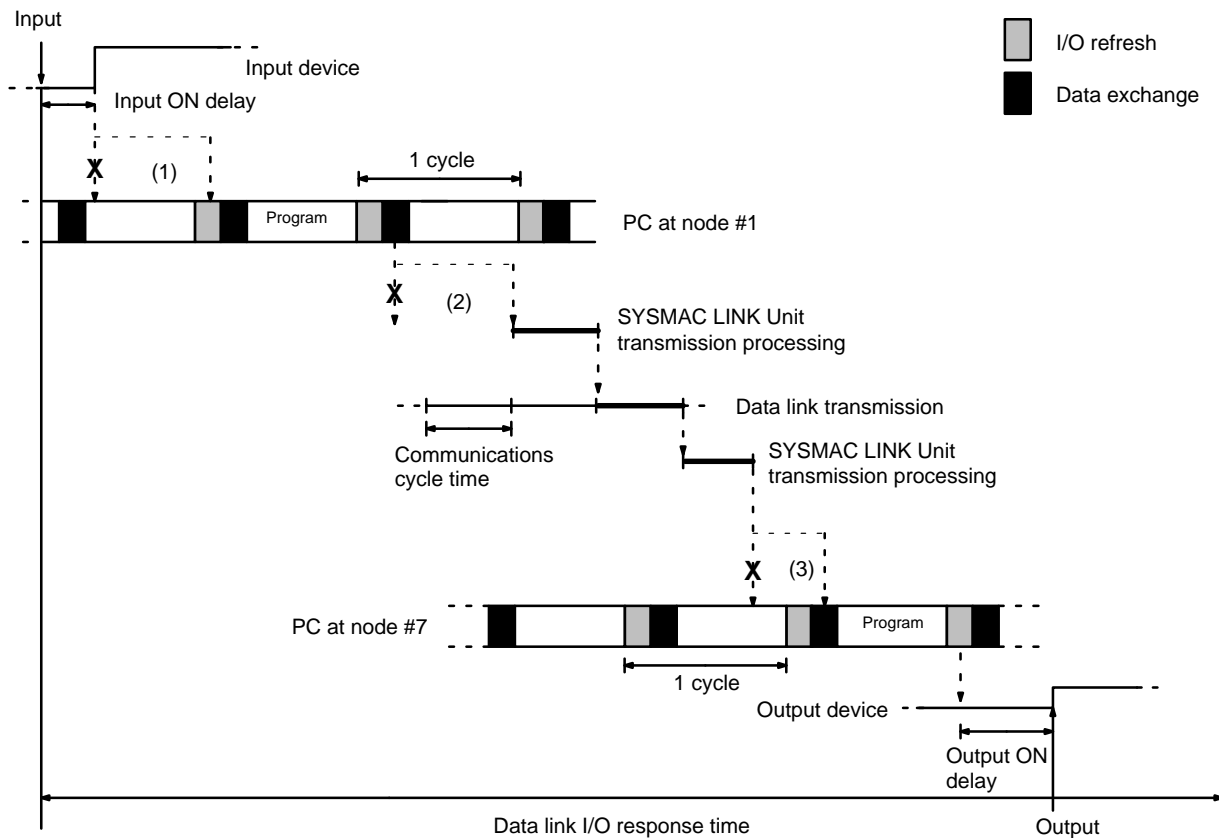 Input
I/O refresh
Input device
Data exchange
Input ON delay
X
(1)
1 cycle
Program
PC at node #1
X
(2)
SYSMAC LINK Unit
transmission processing
Data link transmission
Communications
cycle time
SYSMAC LINK Unit
transmission processing
X
(3)
PC at node #7
Program
1 cycle
Output device
Output ON
delay
Data link I/O response time
Output